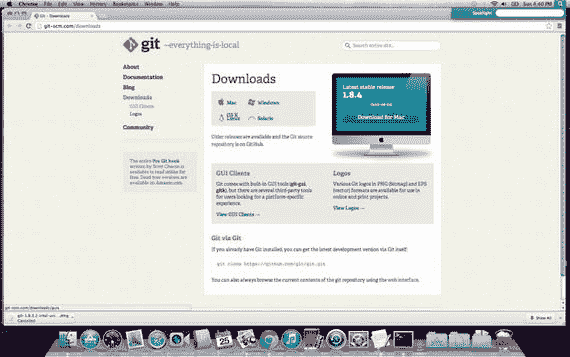 Chrome File Edit View History Bookmarks Window Help
Sun 4:40 PM
Spotlight
Git - Downloads
git-scm.com/downloads
git --everything-is-local
Search entire site...
About
Documentation
Blog
Downloads
GUI Clients
Logos
Community
The entire Pro Git book
written by Scott Chacon is
available to read online for
free. Dead tree versions are
available on Amazon.com.
Downloads
Mac OS X
Windows
Linux
Solaris
Older releases are available and the Git source
repository is on GitHub.
Latest stable release
1.8.4
Download for Mac
GUI Clients
Git comes with built-in GUI tools (git-gui,
gitk), but there are several third-party tools
for users looking for a platform-specific
experience.
View GUI Clients →
Logos
Various Git logos in PNG (bitmap) and EPS
(vector) formats are available for use in
online and print projects.
View Logos →
Git via Git
If you already have Git installed, you can get the latest development version via Git itself:
git clone https://github.com/git/git.git
You can also always browse the current contents of the git repository using the web interface.
git-scm.com/downloads/guis
Cancelled
Show All